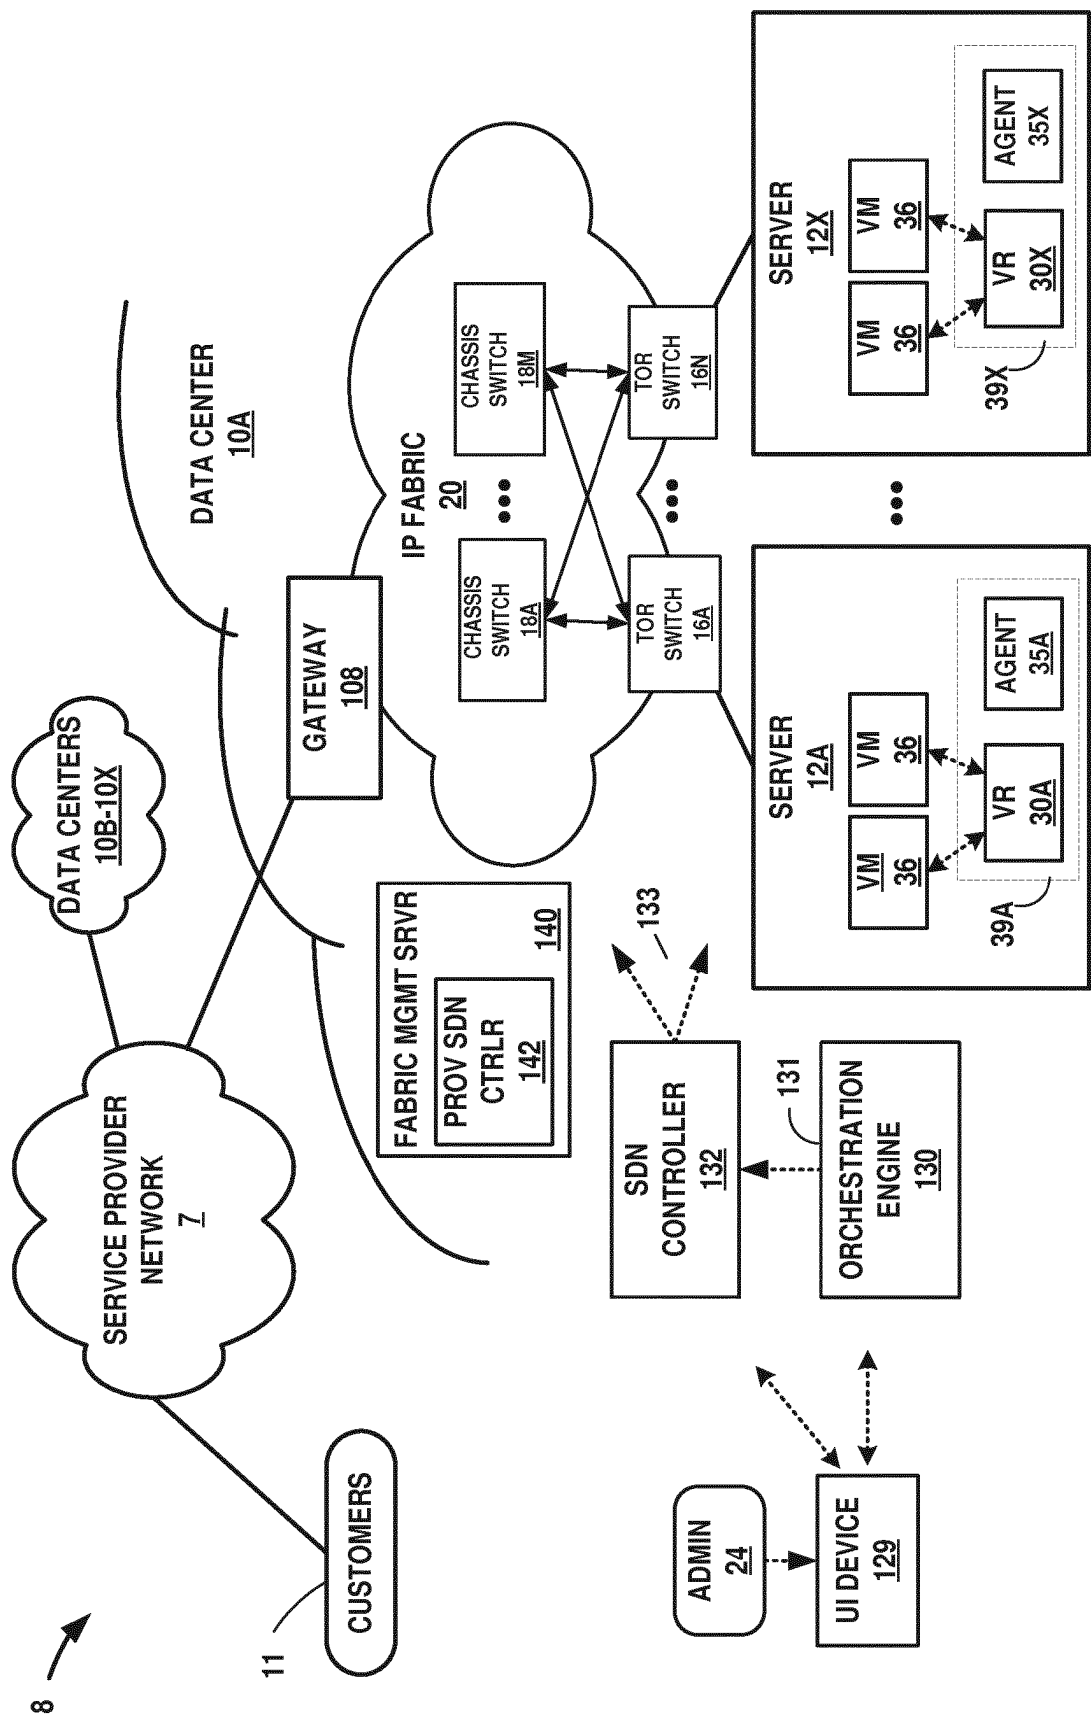 8
DATA CENTERS
10B-10X
SERVICE PROVIDER
NETWORK
7
11
CUSTOMERS
DATA CENTER
10A
GATEWAY
108
IP FABRIC
20
CHASSIS
SWITCH
18A
CHASSIS
SWITCH
18M
TOR
SWITCH
16A
TOR
SWITCH
16N
FABRIC MGMT SRVR
140
PROV SDN
CTRLR
142
133
SDN
CONTROLLER
132
131
ORCHESTRATION
ENGINE
130
ADMIN
24
UI DEVICE
129
SERVER
12A
VM
36
VM
36
39A
VR
30A
AGENT
35A
SERVER
12X
VM
36
VM
36
39X
VR
30X
AGENT
35X